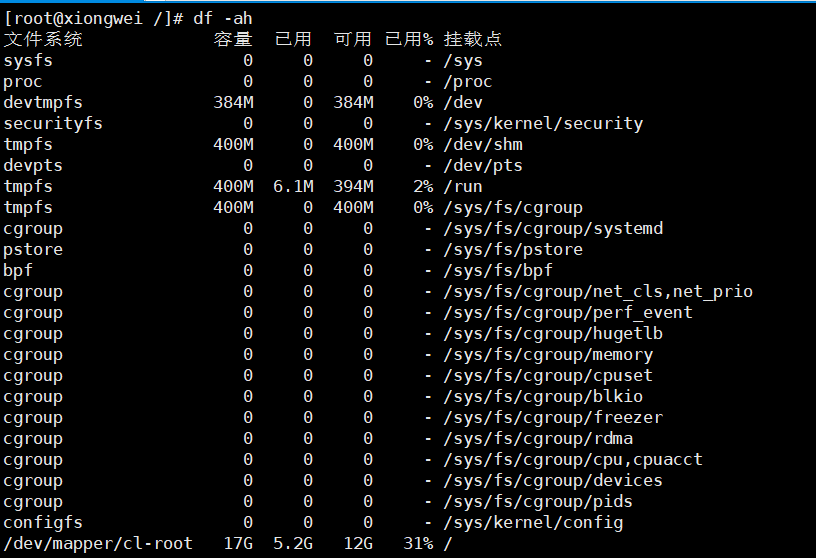 [root@xiongwei /]# df -ah
文件系统 容量 已用 可用 已用% 挂载点
sysfs 0 0 0 - /sys
proc 0 0 0 - /proc
devtmpfs 384M 0 384M 0% /dev
securityfs 0 0 0 - /sys/kernel/security
tmpfs 400M 0 400M 0% /dev/shm
devpts 0 0 0 - /dev/pts
tmpfs 400M 6.1M 394M 2% /run
tmpfs 400M 0 400M 0% /sys/fs/cgroup
cgroup 0 0 0 - /sys/fs/cgroup/systemd
pstore 0 0 0 - /sys/fs/pstore
bpf 0 0 0 - /sys/fs/bpf
cgroup 0 0 0 - /sys/fs/cgroup/net_cls,net_prio
cgroup 0 0 0 - /sys/fs/cgroup/perf_event
cgroup 0 0 0 - /sys/fs/cgroup/hugetlb
cgroup 0 0 0 - /sys/fs/cgroup/memory
cgroup 0 0 0 - /sys/fs/cgroup/cpuset
cgroup 0 0 0 - /sys/fs/cgroup/blkio
cgroup 0 0 0 - /sys/fs/cgroup/freezer
cgroup 0 0 0 - /sys/fs/cgroup/rdma
cgroup 0 0 0 - /sys/fs/cgroup/cpu,cpuacct
cgroup 0 0 0 - /sys/fs/cgroup/devices
cgroup 0 0 0 - /sys/fs/cgroup/pids
configfs 0 0 0 - /sys/kernel/config
/dev/mapper/cl-root 17G 5.2G 12G 31% /